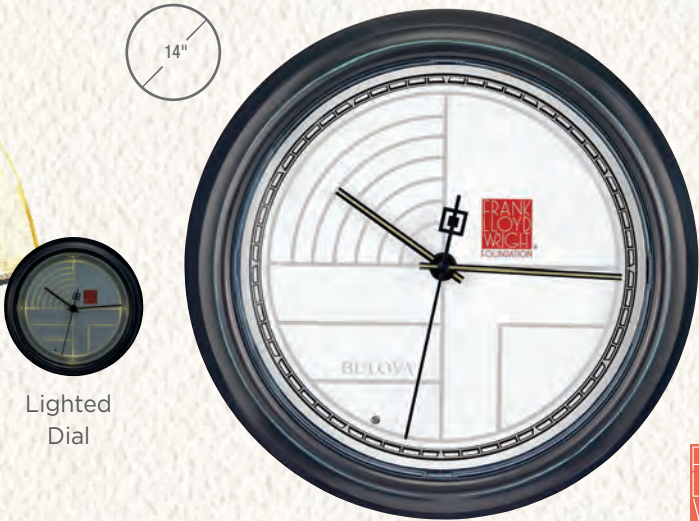 14"
FRANK
LLOYD
WRIGHT
FOUNDATION
BULOVA
Lighted
Dial